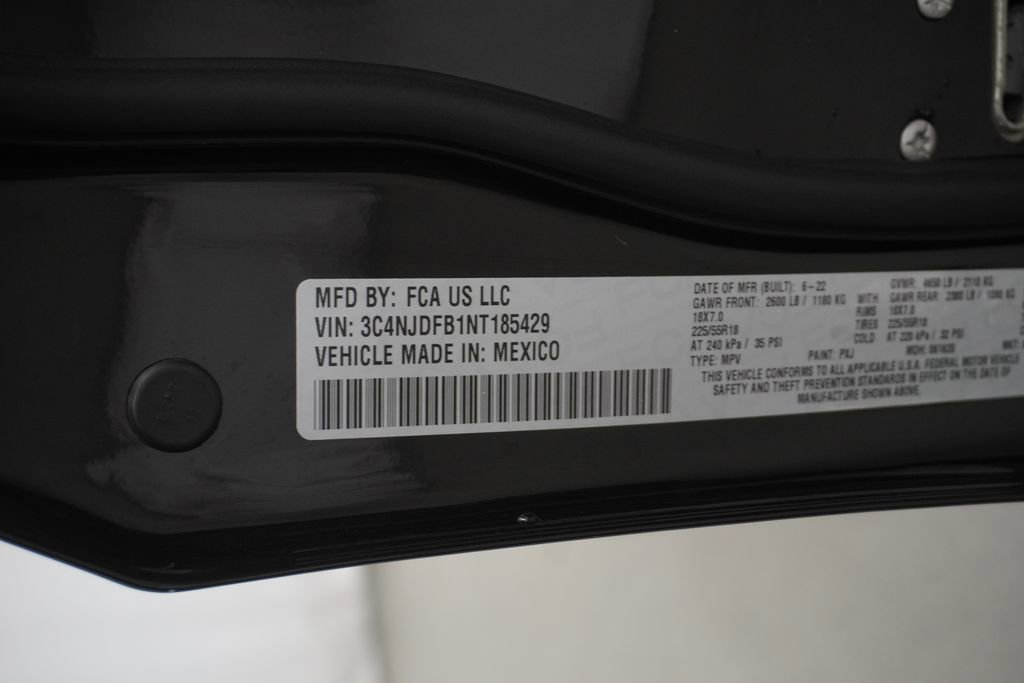 MFD BY: FCA US LLC
VIN: 3C4NJDFB1NT185429
VEHICLE MADE IN: MEXICO
DATE OF MFR (BUILT): 6-22 GVWR: 4650 LB / 2110 KG
GAWR FRONT: 2600 LB / 1180 KG WITH GAWR REAR: 2380 LB / 1080 KG
18X7.0 RIMS 18X7.0
225/55R18 TIRES 225/55R18
AT 240 kPa / 35 PSI COLD AT 220 kPa / 32 PSI
TYPE: MPV PAINT: PXJ MDH: 061620 MKT:
THIS VEHICLE CONFORMS TO ALL APPLICABLE U.S.A. FEDERAL MOTOR VEHICLE
SAFETY AND THEFT PREVENTION STANDARDS IN EFFECT ON THE DATE OF
MANUFACTURE SHOWN ABOVE.